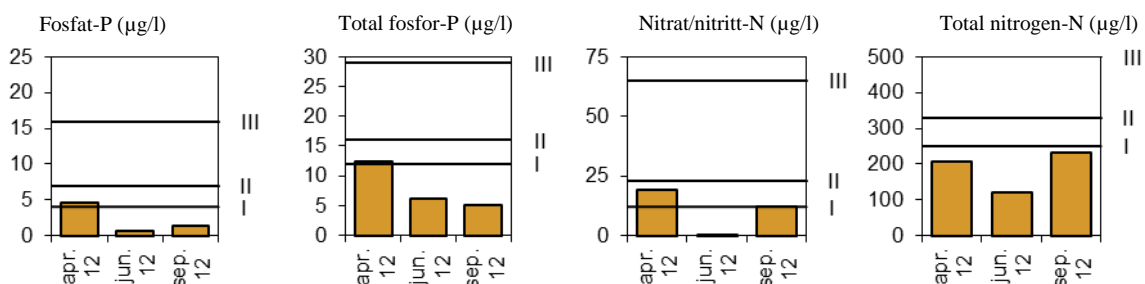 Fosfat-P (µg/l)
Total fosfor-P (µg/l)
Nitrat/nitritt-N (µg/l)
Total nitrogen-N (µg/l)
25
20
15
10
5
0
III
II
I
apr. 12
jun. 12
sep. 12
30
25
20
15
10
5
0
III
II
I
apr. 12
jun. 12
sep. 12
75
50
25
0
III
II
I
apr. 12
jun. 12
sep. 12
500
400
300
200
100
0
III
II
I
apr. 12
jun. 12
sep. 12